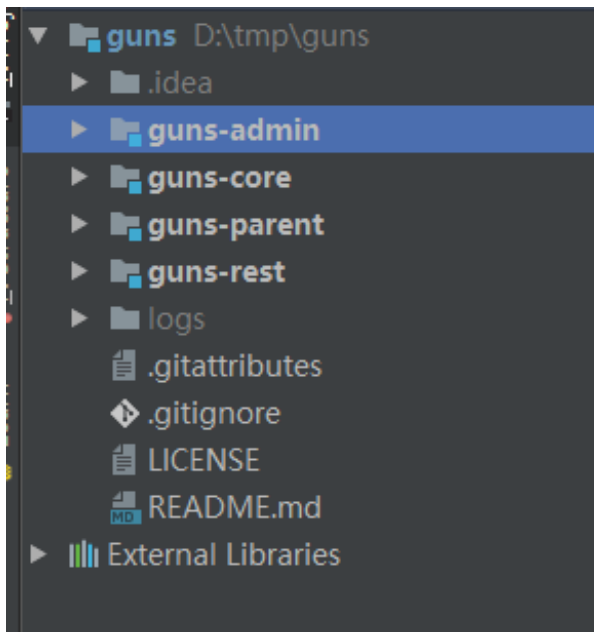 guns D:\tmp\guns
.idea
guns-admin
guns-core
guns-parent
guns-rest
logs
.gitattributes
.gitignore
LICENSE
MD README.md
External Libraries